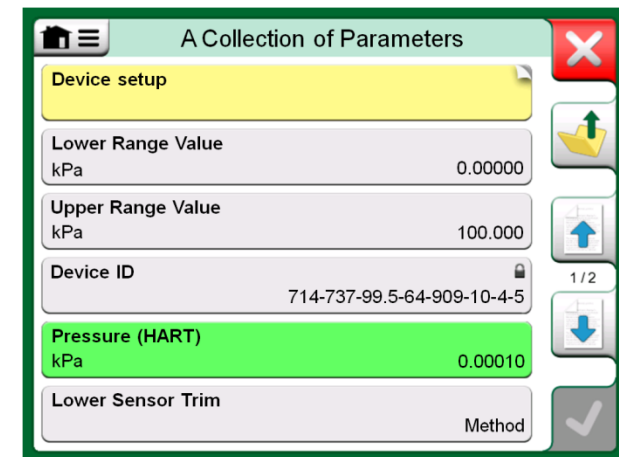 A Collection of Parameters
Device setup
Lower Range Value
kPa 0.00000
Upper Range Value
kPa 100.000
Device ID
714-737-99.5-64-909-10-4-5
1/2
Pressure (HART)
kPa 0.00010
Lower Sensor Trim
Method